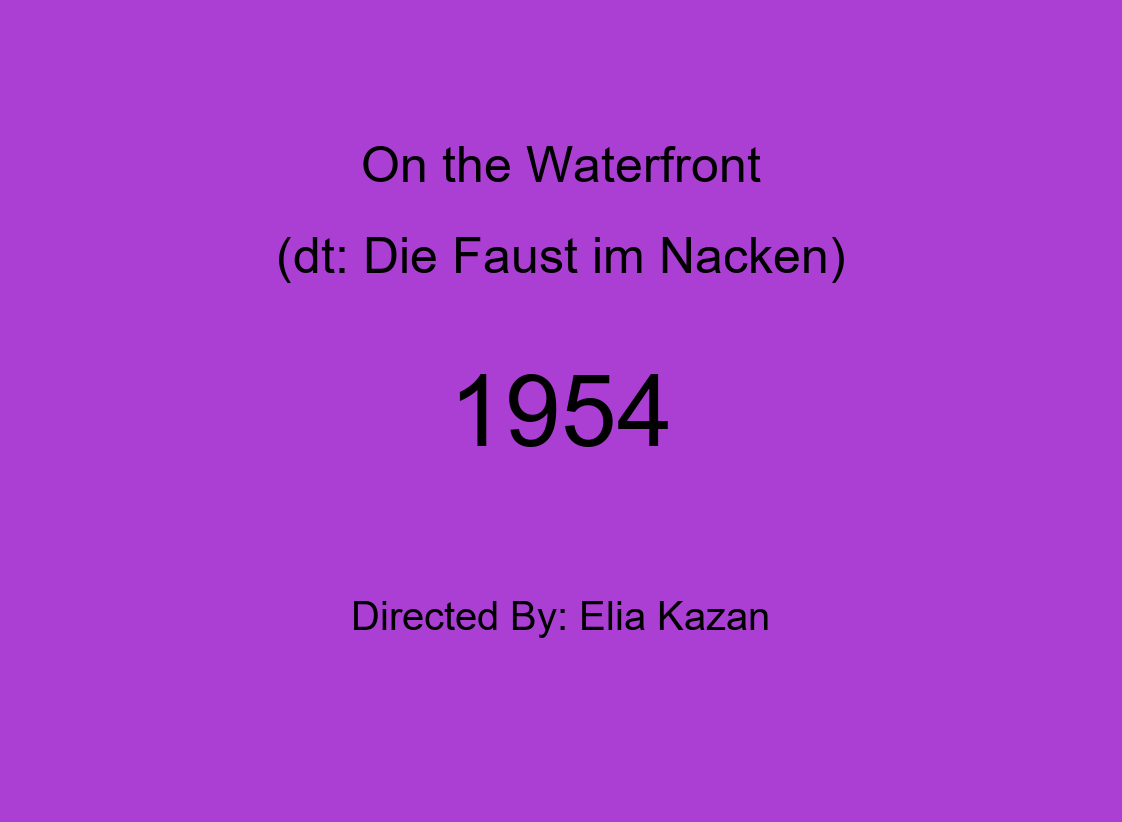 On the Waterfront
(dt: Die Faust im Nacken)
1954
Directed By: Elia Kazan